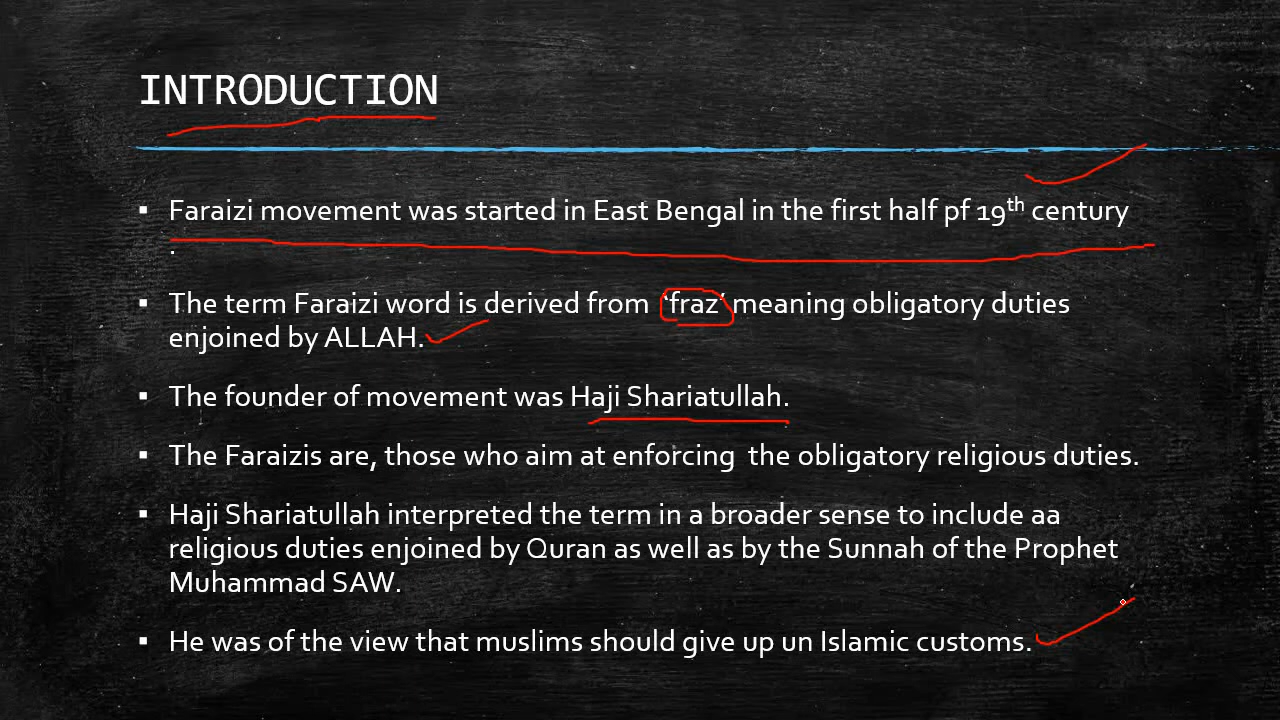 INTRODUCTION
▪ Faraizi movement was started in East Bengal in the first half pf 19th century
.
▪ The term Faraizi word is derived from ‘fraz’ meaning obligatory duties
enjoined by ALLAH.
▪ The founder of movement was Haji Shariatullah.
▪ The Faraizis are, those who aim at enforcing the obligatory religious duties.
▪ Haji Shariatullah interpreted the term in a broader sense to include aa
religious duties enjoined by Quran as well as by the Sunnah of the Prophet
Muhammad SAW.
▪ He was of the view that muslims should give up un Islamic customs.